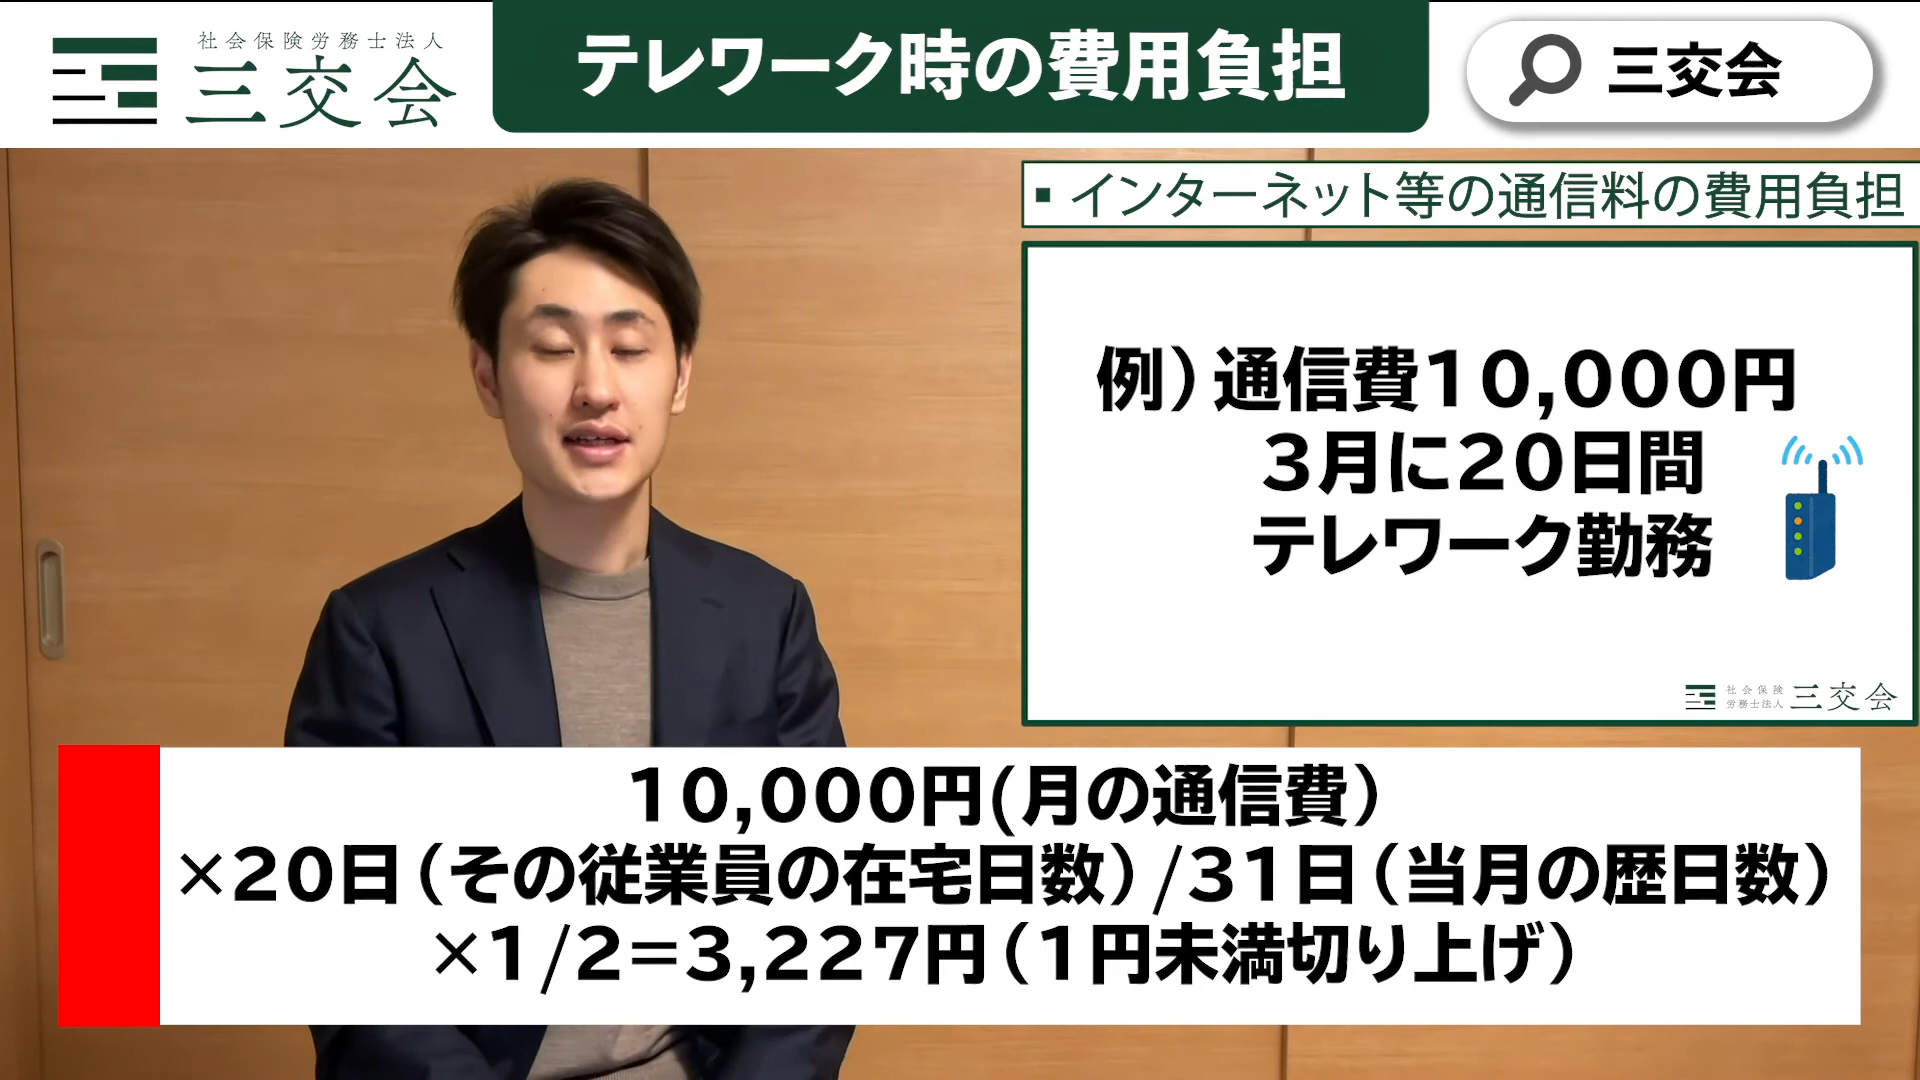 社会保険労務士法人
三交会
テレワーク時の費用負担
三交会
▪ インターネット等の通信料の費用負担
例）通信費10,000円
3月に20日間
テレワーク勤務
社会保険
労務士法人
三交会
10,000円(月の通信費）
×20日（その従業員の在宅日数）/31日（当月の歴日数）
×1/2＝3,227円（1円未満切り上げ）